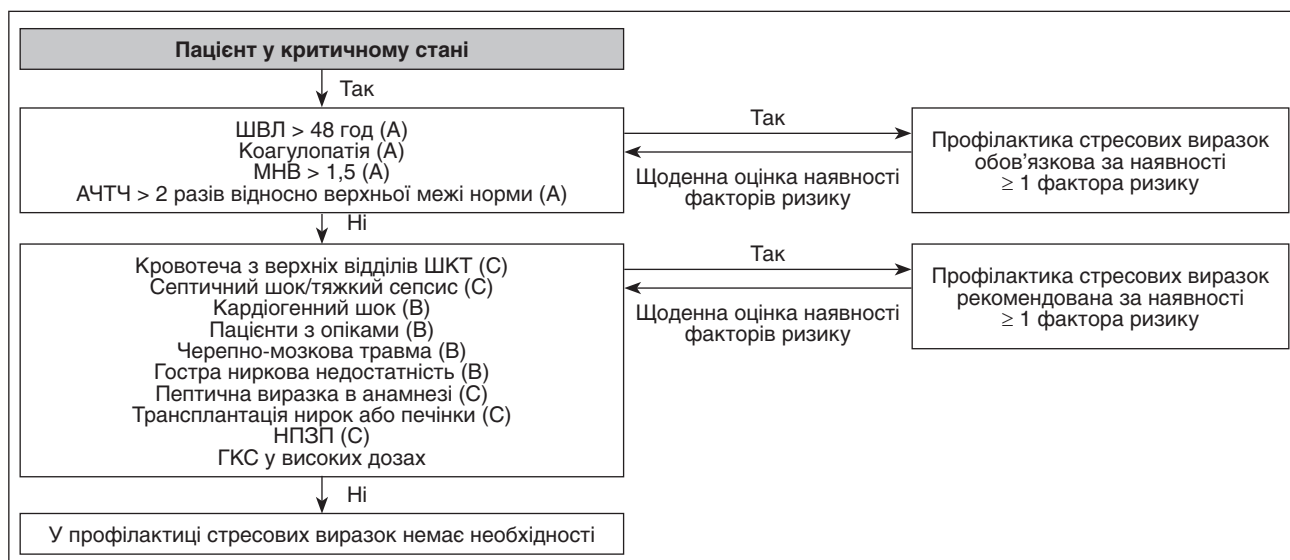 Пацієнт у критичному стані
Так
ШВЛ > 48 год (А)
Коагулопатія (А)
МНВ > 1,5 (А)
АЧТЧ > 2 разів відносно верхньої межі норми (А)
Так
Щоденна оцінка наявності
факторів ризику
Профілактика стресових виразок
обов'язкова за наявності
≥ 1 фактора ризику
Ні
Кровотеча з верхніх відділів ШКТ (С)
Септичний шок/тяжкий сепсис (С)
Кардіогенний шок (В)
Пацієнти з опіками (В)
Черепно-мозкова травма (В)
Гостра ниркова недостатність (В)
Пептична виразка в анамнезі (С)
Трансплантація нирок або печінки (С)
НПЗП (С)
ГКС у високих дозах
Так
Щоденна оцінка наявності
факторів ризику
Профілактика стресових виразок
рекомендована за наявності
≥ 1 фактора ризику
Ні
У профілактиці стресових виразок немає необхідності